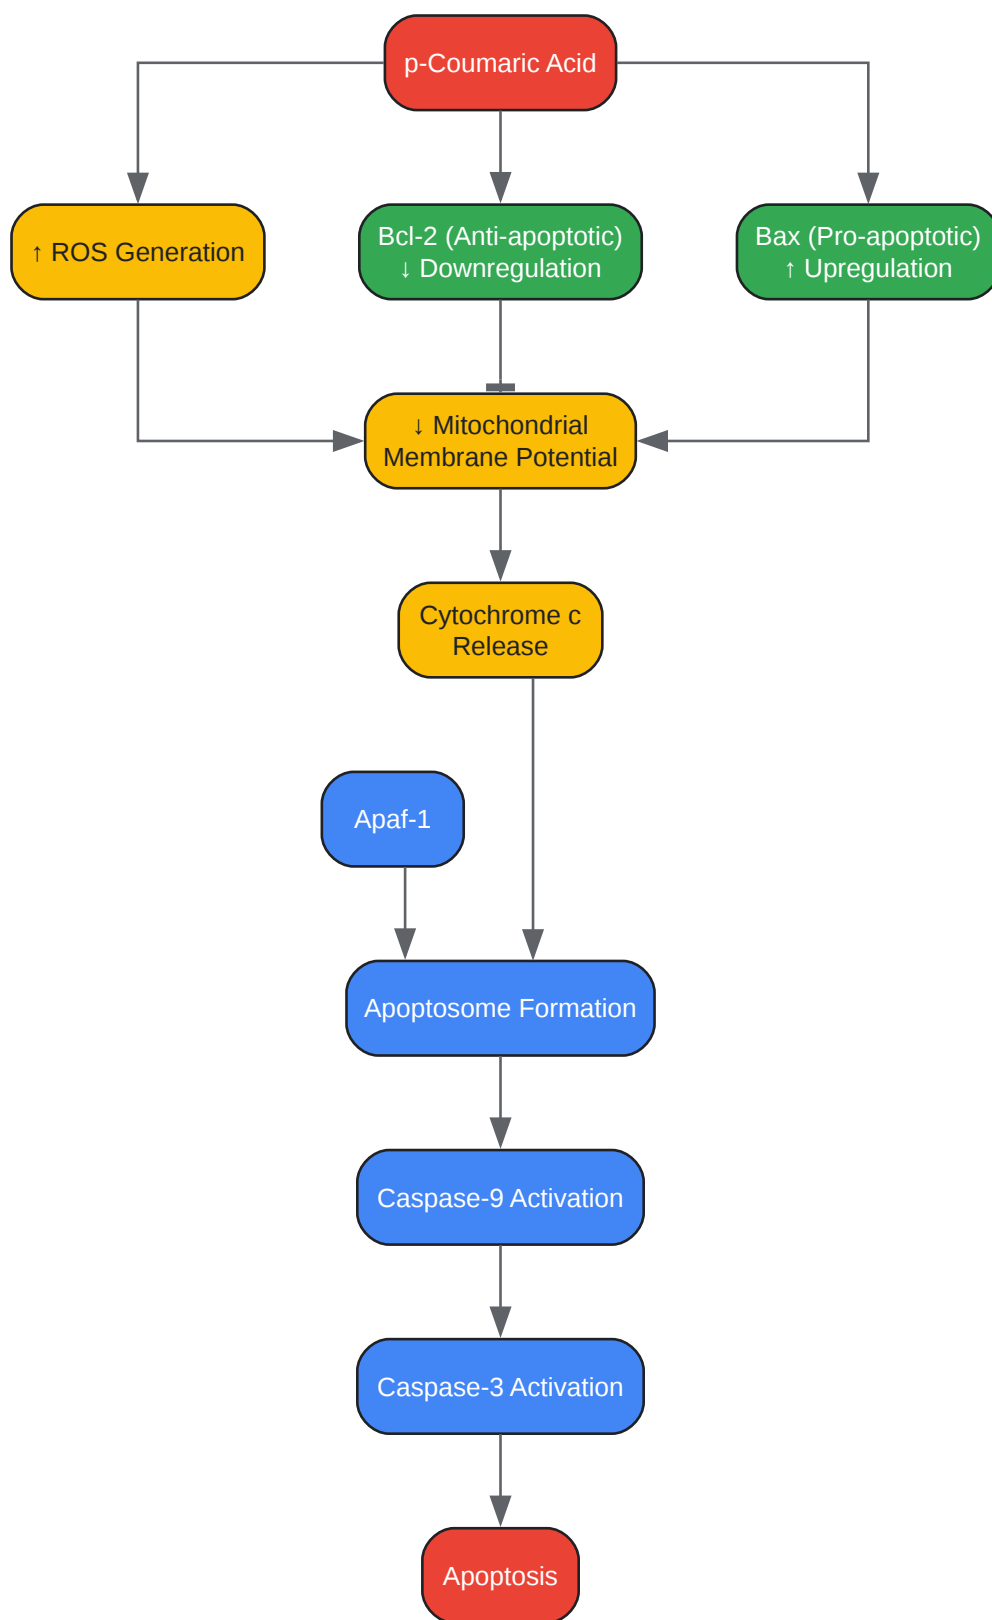 p-Coumaric Acid
↑ ROS Generation
Bcl-2 (Anti-apoptotic)
↓ Downregulation
Bax (Pro-apoptotic)
↑ Upregulation
↓ Mitochondrial
Membrane Potential
Cytochrome c
Release
Apaf-1
Apoptosome Formation
Caspase-9 Activation
Caspase-3 Activation
Apoptosis